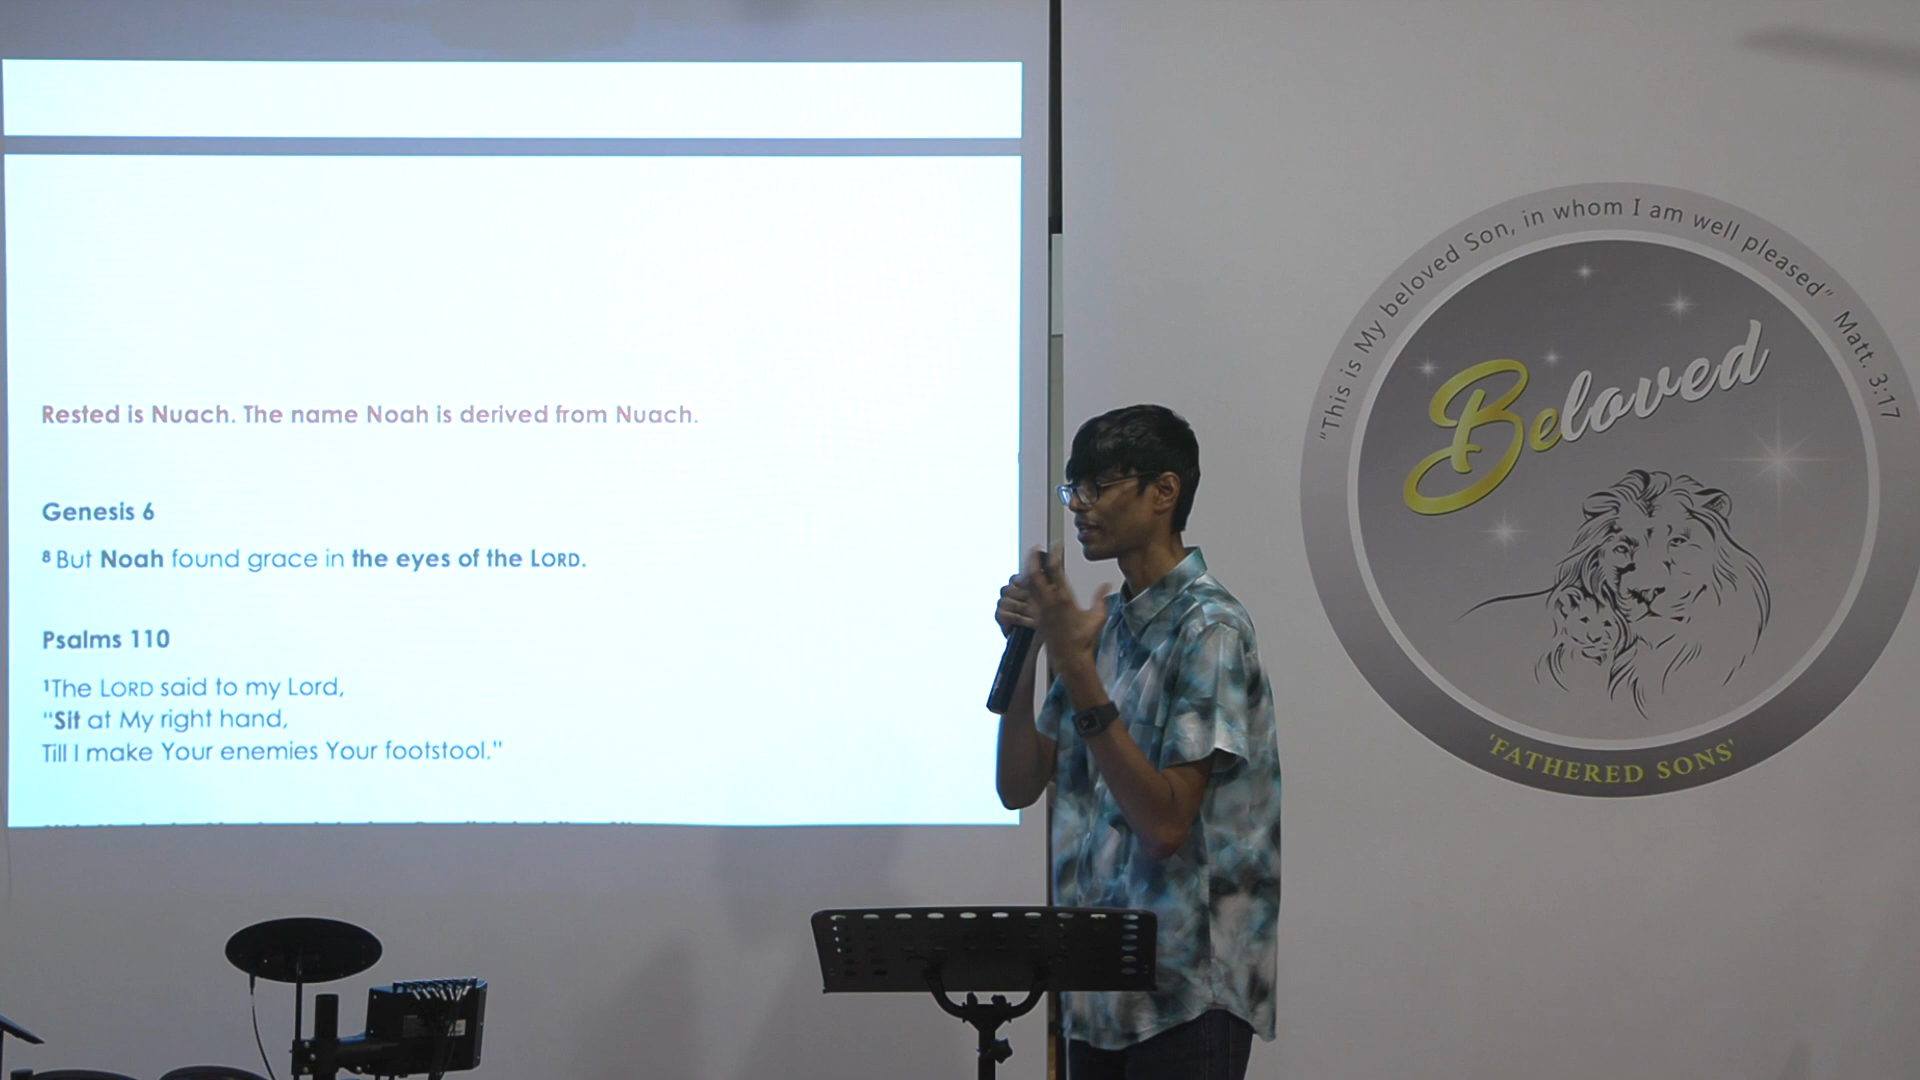 Rested is Nuach. The name Noah is derived from Nuach.
Genesis 6
8 But Noah found grace in the eyes of the LORD.
Psalms 110
1The LORD said to my Lord,
“Sit at My right hand,
Till I make Your enemies Your footstool.”
"This is My beloved Son, in whom I am well pleased" Matt. 3:17
Beloved
'FATHERED SONS'